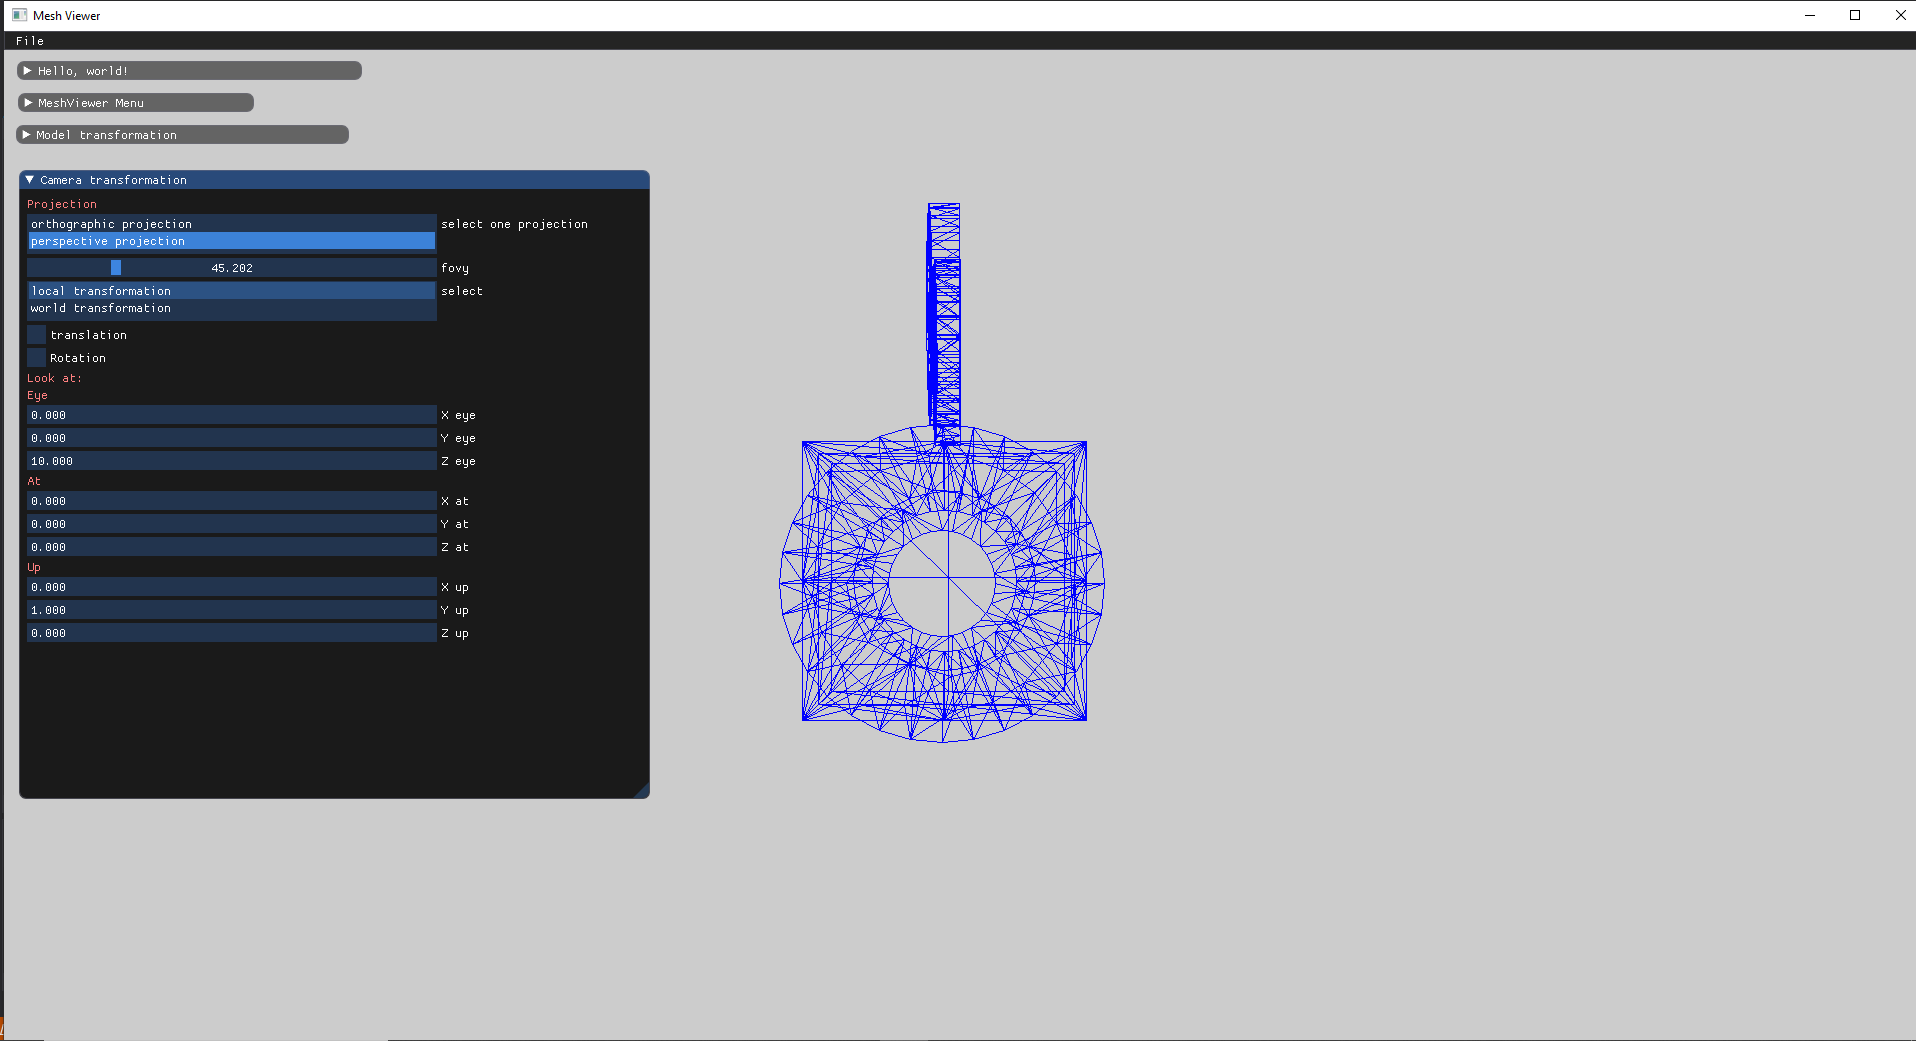 Mesh Viewer
File
Hello, world!
MeshViewer Menu
Model transformation
Camera transformation
Projection
orthographic projection select one projection
perspective projection
45.202 fovy
local transformation select
world transformation
translation
Rotation
Look at:
Eye
0.000 X eye
0.000 Y eye
10.000 Z eye
At
0.000 X at
0.000 Y at
0.000 Z at
Up
0.000 X up
1.000 Y up
0.000 Z up